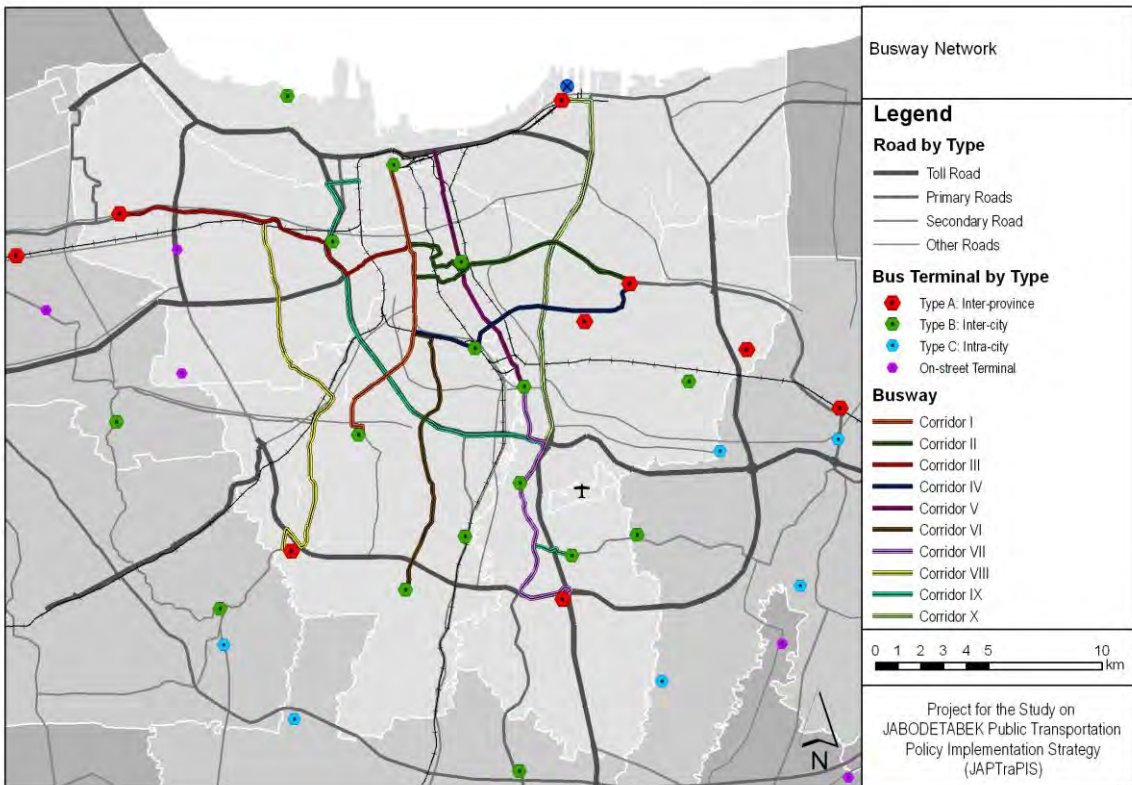 Busway Network
Legend
Road by Type
Toll Road
Primary Roads
Secondary Road
Other Roads
Bus Terminal by Type
Type A: Inter-province
Type B: Inter-city
Type C: Intra-city
On-street Terminal
Busway
Corridor I
Corridor II
Corridor III
Corridor IV
Corridor V
Corridor VI
Corridor VII
Corridor VIII
Corridor IX
Corridor X
0 1 2 3 4 5 10
km
Project for the Study on
JABODETABEK Public Transportation
Policy Implementation Strategy
(JAPTraPIS)
N